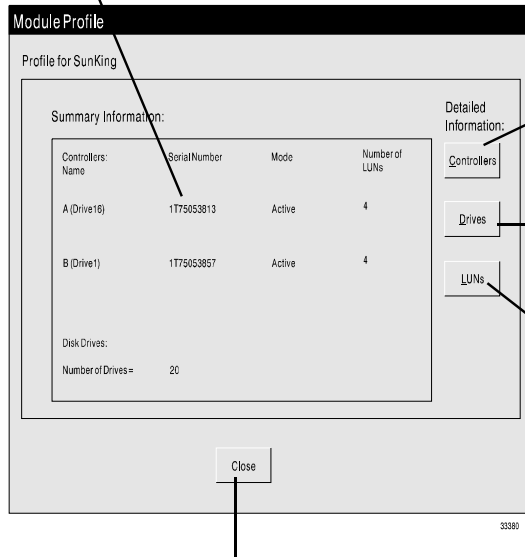 Module Profile
Profile for SunKing
Summary Information:
Detailed
Information:
Controllers:
Name
Serial Number
Mode
Number of
LUNs
Controllers
A (Drive16)
1T75053813
Active
4
Drives
B (Drive1)
1T75053857
Active
4
LUNs
Disk Drives:
Number of Drives =
20
Close
33380